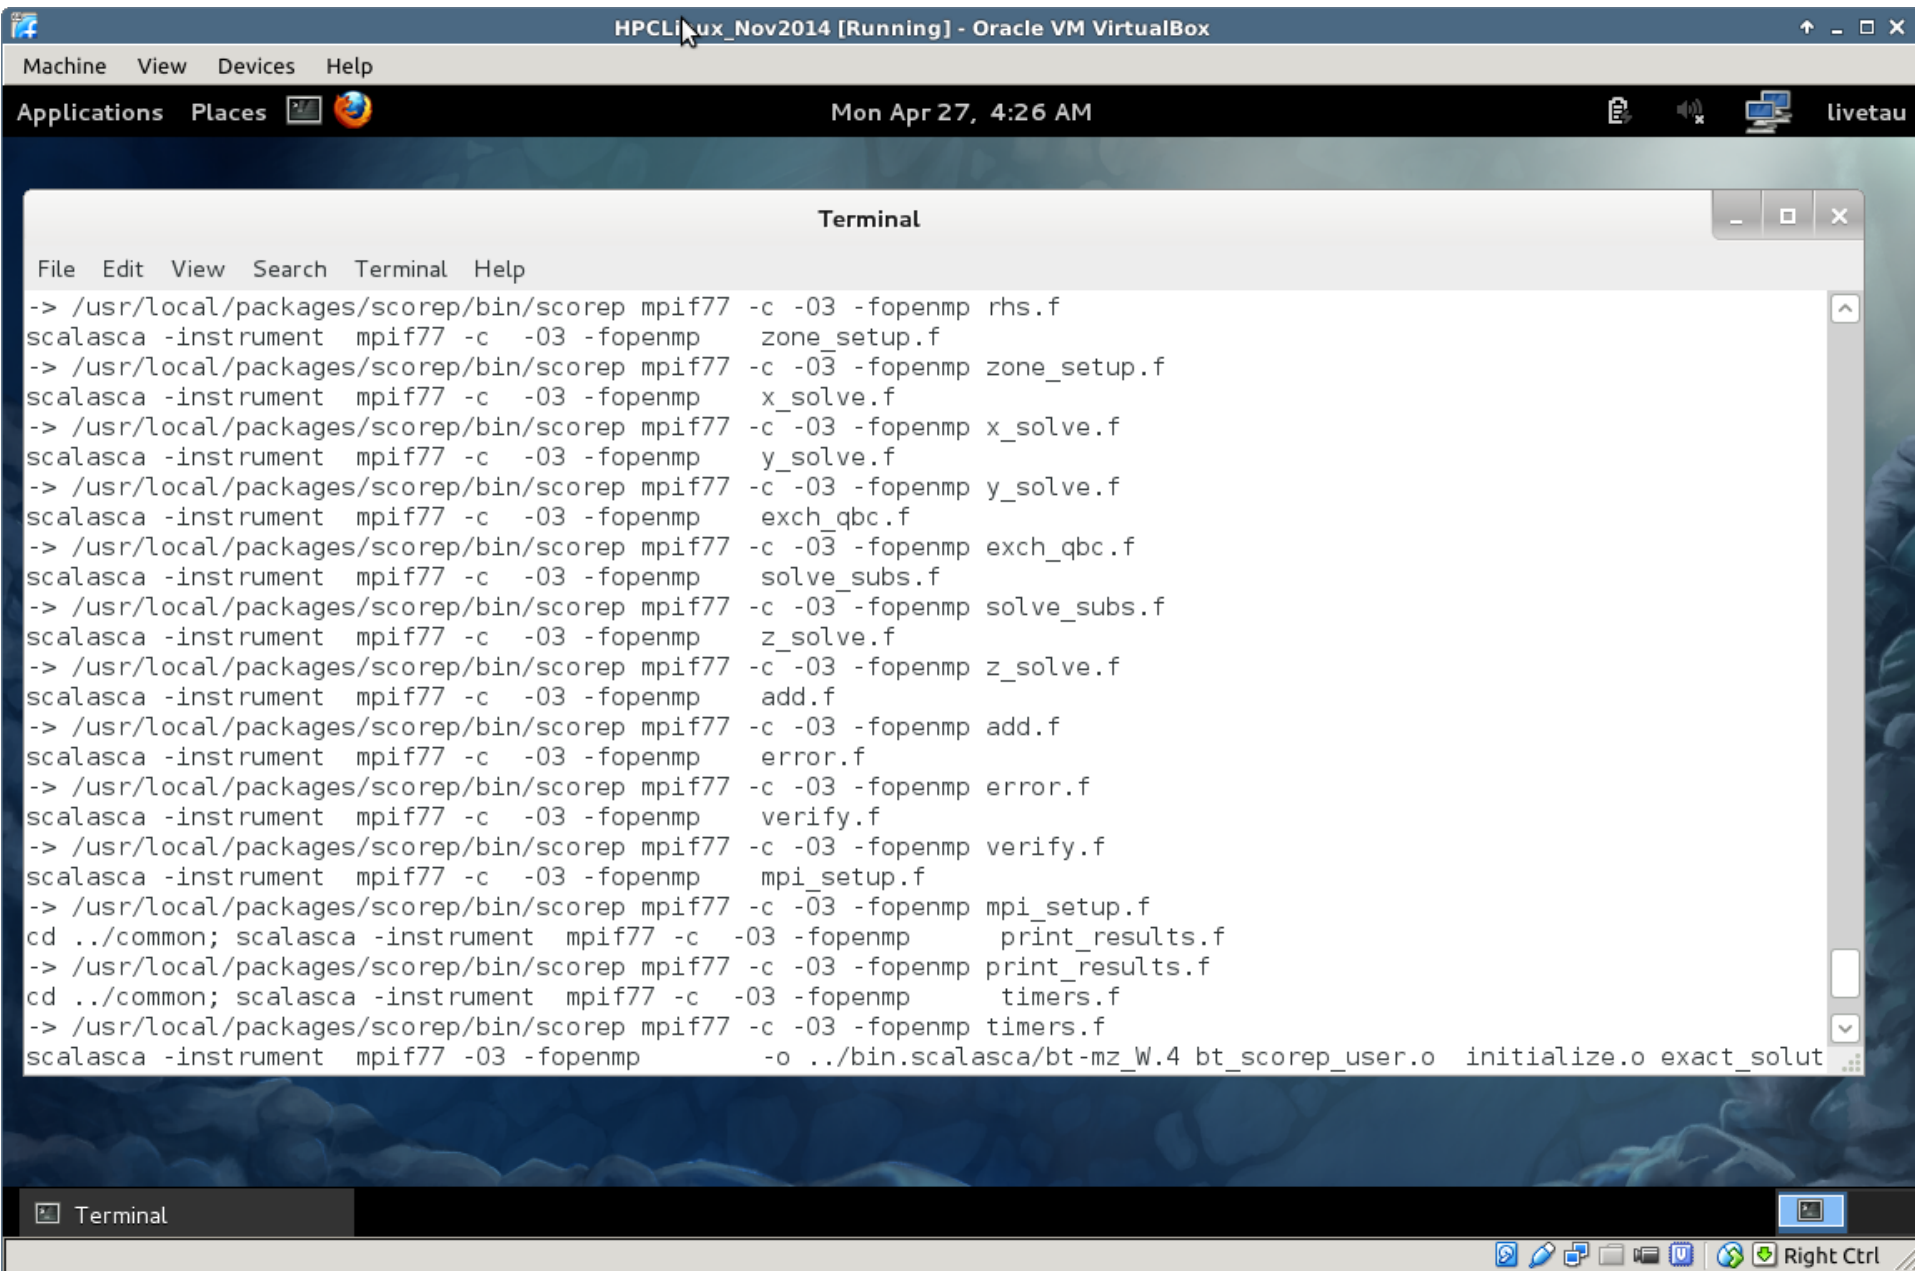 HPCLinux_Nov2014 [Running] - Oracle VM VirtualBox
Machine View Devices Help
Applications Places Mon Apr 27, 4:26 AM livetau
Terminal
File Edit View Search Terminal Help
-> /usr/local/packages/scorep/bin/scorep mpif77 -c -O3 -fopenmp rhs.f
scalasca -instrument  mpif77 -c  -O3 -fopenmp    zone_setup.f
-> /usr/local/packages/scorep/bin/scorep mpif77 -c -O3 -fopenmp zone_setup.f
scalasca -instrument  mpif77 -c  -O3 -fopenmp    x_solve.f
-> /usr/local/packages/scorep/bin/scorep mpif77 -c -O3 -fopenmp x_solve.f
scalasca -instrument  mpif77 -c  -O3 -fopenmp    y_solve.f
-> /usr/local/packages/scorep/bin/scorep mpif77 -c -O3 -fopenmp y_solve.f
scalasca -instrument  mpif77 -c  -O3 -fopenmp    exch_qbc.f
-> /usr/local/packages/scorep/bin/scorep mpif77 -c -O3 -fopenmp exch_qbc.f
scalasca -instrument  mpif77 -c  -O3 -fopenmp    solve_subs.f
-> /usr/local/packages/scorep/bin/scorep mpif77 -c -O3 -fopenmp solve_subs.f
scalasca -instrument  mpif77 -c  -O3 -fopenmp    z_solve.f
-> /usr/local/packages/scorep/bin/scorep mpif77 -c -O3 -fopenmp z_solve.f
scalasca -instrument  mpif77 -c  -O3 -fopenmp    add.f
-> /usr/local/packages/scorep/bin/scorep mpif77 -c -O3 -fopenmp add.f
scalasca -instrument  mpif77 -c  -O3 -fopenmp    error.f
-> /usr/local/packages/scorep/bin/scorep mpif77 -c -O3 -fopenmp error.f
scalasca -instrument  mpif77 -c  -O3 -fopenmp    verify.f
-> /usr/local/packages/scorep/bin/scorep mpif77 -c -O3 -fopenmp verify.f
scalasca -instrument  mpif77 -c  -O3 -fopenmp    mpi_setup.f
-> /usr/local/packages/scorep/bin/scorep mpif77 -c -O3 -fopenmp mpi_setup.f
cd ../common; scalasca -instrument  mpif77 -c  -O3 -fopenmp      print_results.f
-> /usr/local/packages/scorep/bin/scorep mpif77 -c -O3 -fopenmp print_results.f
cd ../common; scalasca -instrument  mpif77 -c  -O3 -fopenmp      timers.f
-> /usr/local/packages/scorep/bin/scorep mpif77 -c -O3 -fopenmp timers.f
scalasca -instrument  mpif77 -O3 -fopenmp        -o ../bin.scalasca/bt-mz_W.4 bt_scorep_user.o  initialize.o exact_solut
Terminal
Right Ctrl